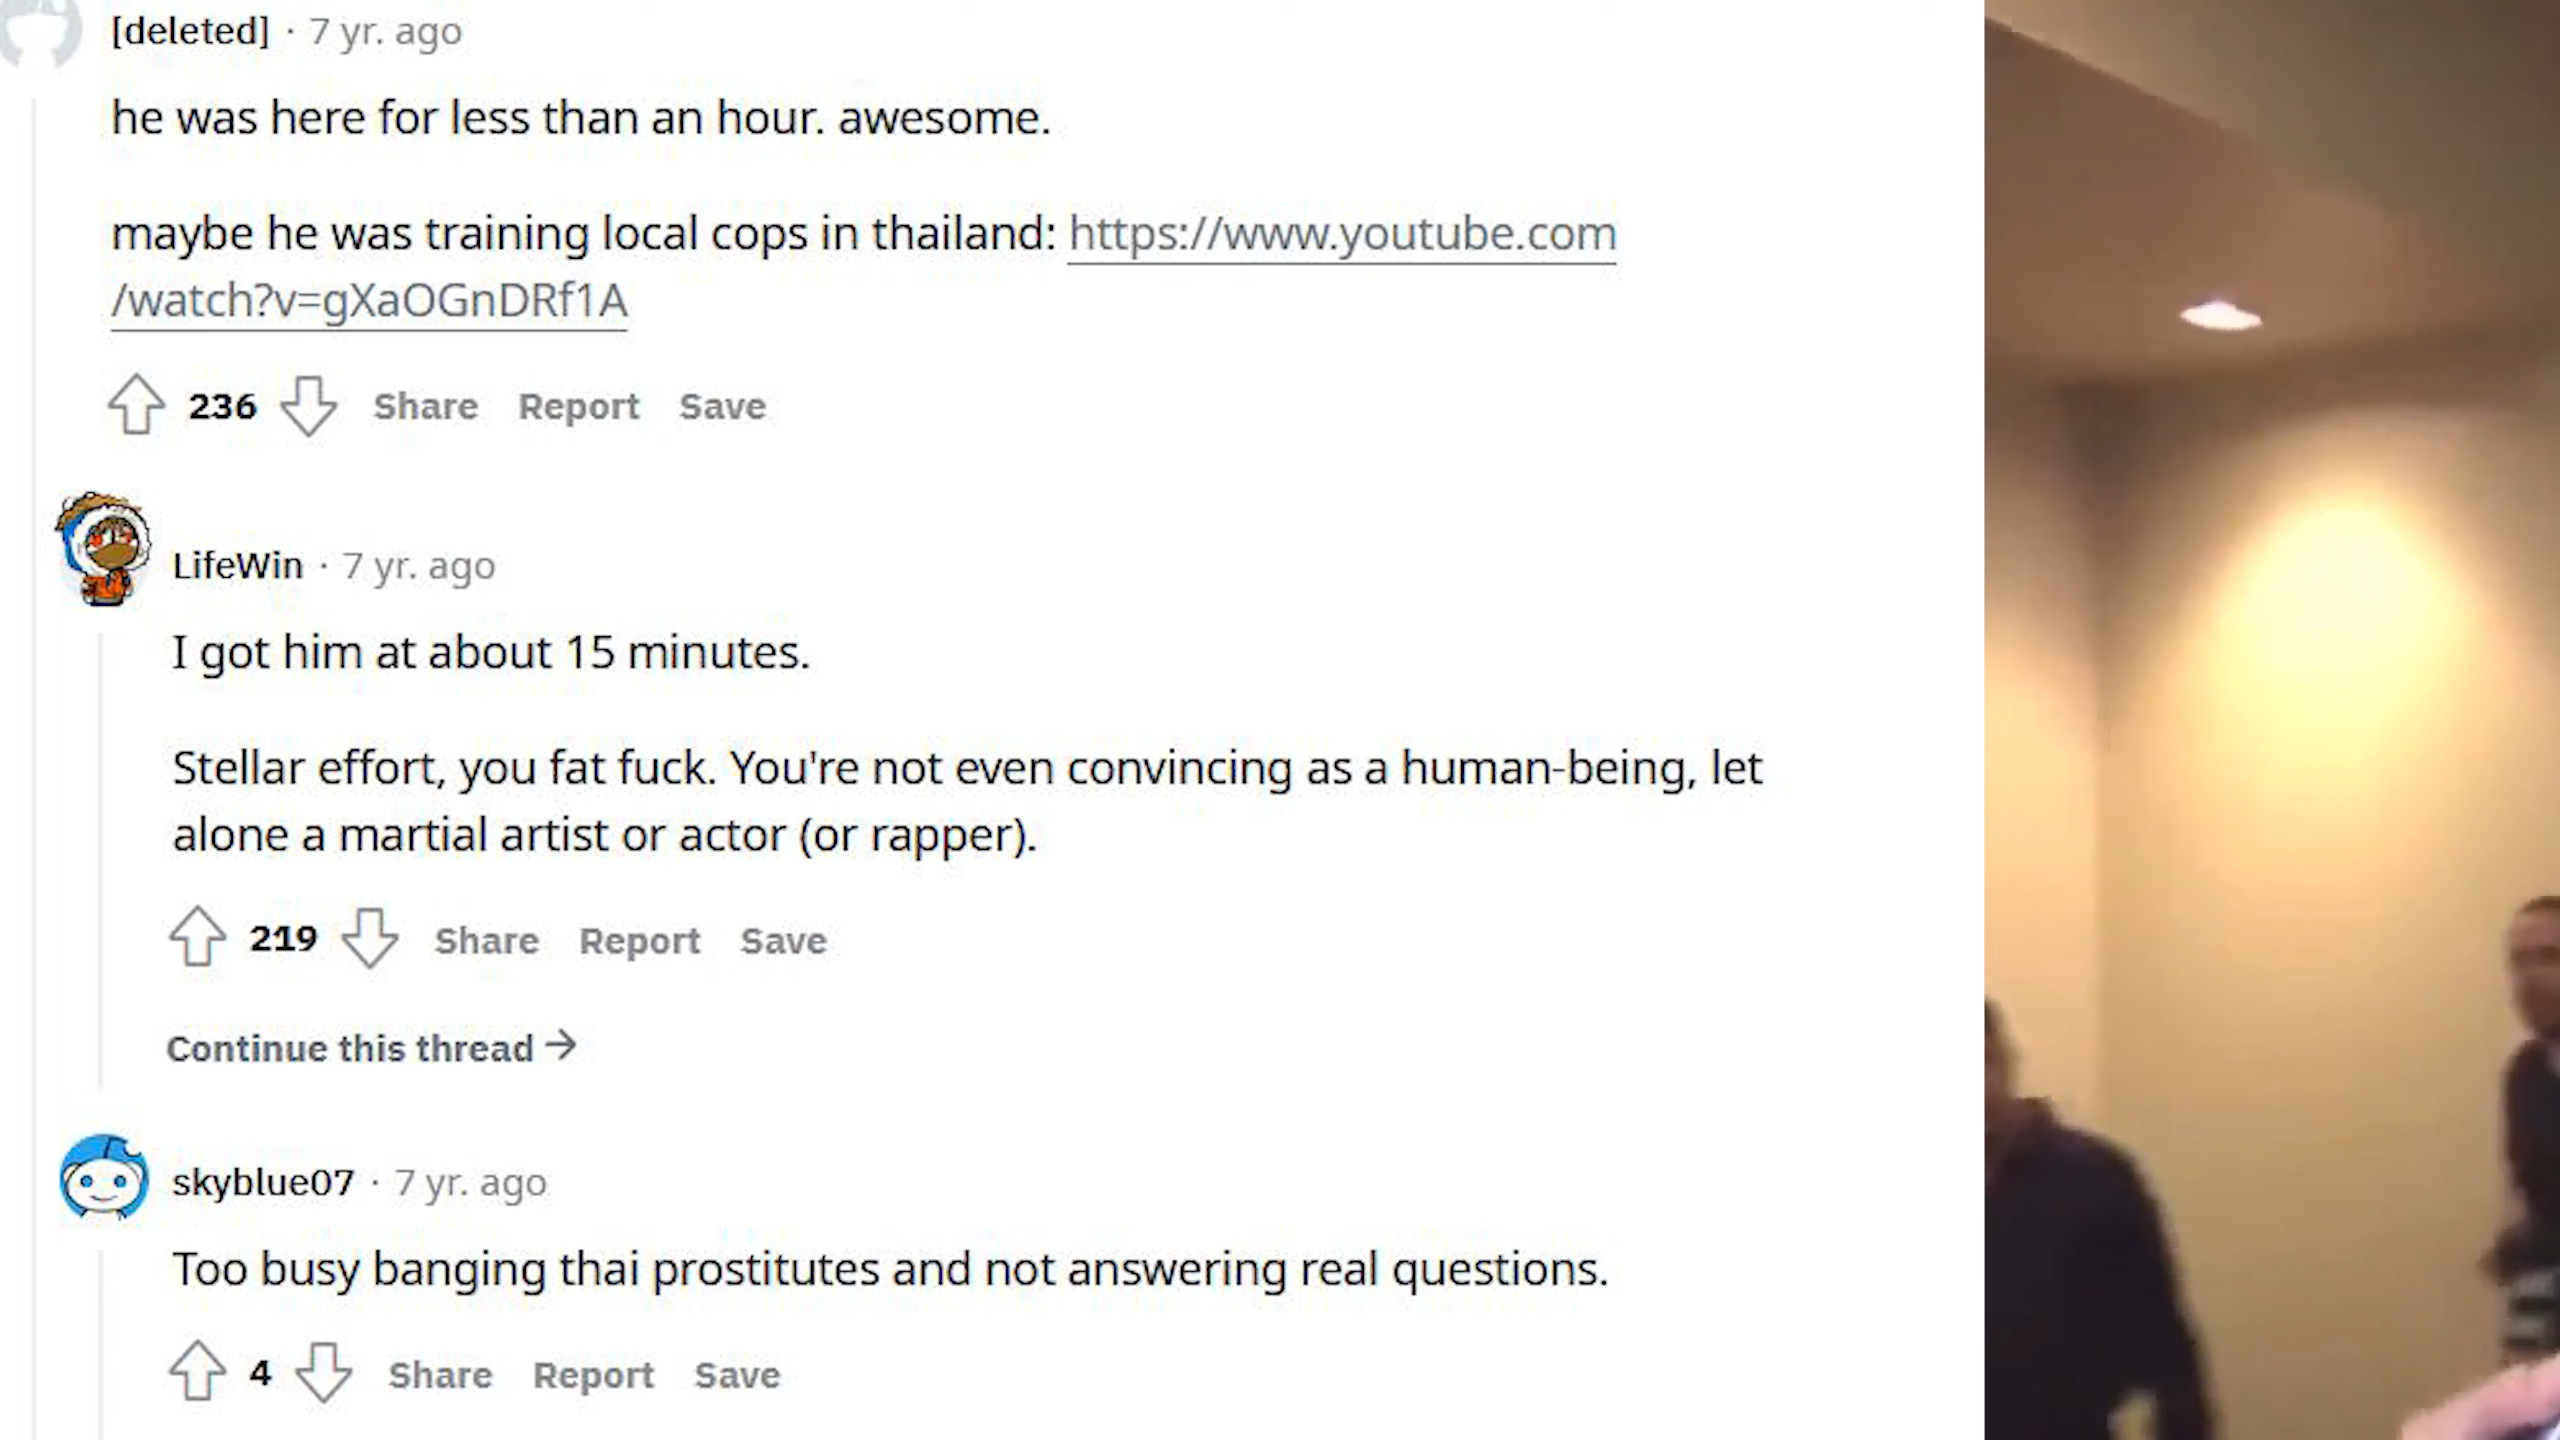 [deleted] · 7 yr. ago
he was here for less than an hour. awesome.
maybe he was training local cops in thailand: https://www.youtube.com
/watch?v=gXaOGnDRf1A
236 Share Report Save
LifeWin · 7 yr. ago
I got him at about 15 minutes.
Stellar effort, you fat fuck. You're not even convincing as a human-being, let
alone a martial artist or actor (or rapper).
219 Share Report Save
Continue this thread →
skyblue07 · 7 yr. ago
Too busy banging thai prostitutes and not answering real questions.
4 Share Report Save